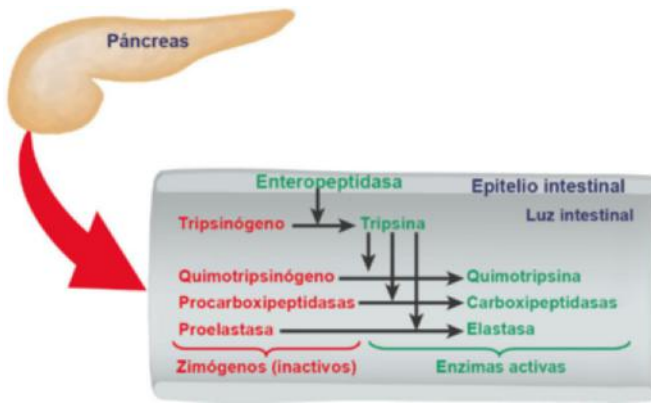 Páncreas
Enteropeptidasa
Epitelio intestinal
Luz intestinal
Tripsinógeno
Tripsina
Quimotripsinógeno
Quimotripsina
Procarboxipeptidasas
Carboxipeptidasas
Proelastasa
Elastasa
Zimógenos (inactivos)
Enzimas activas